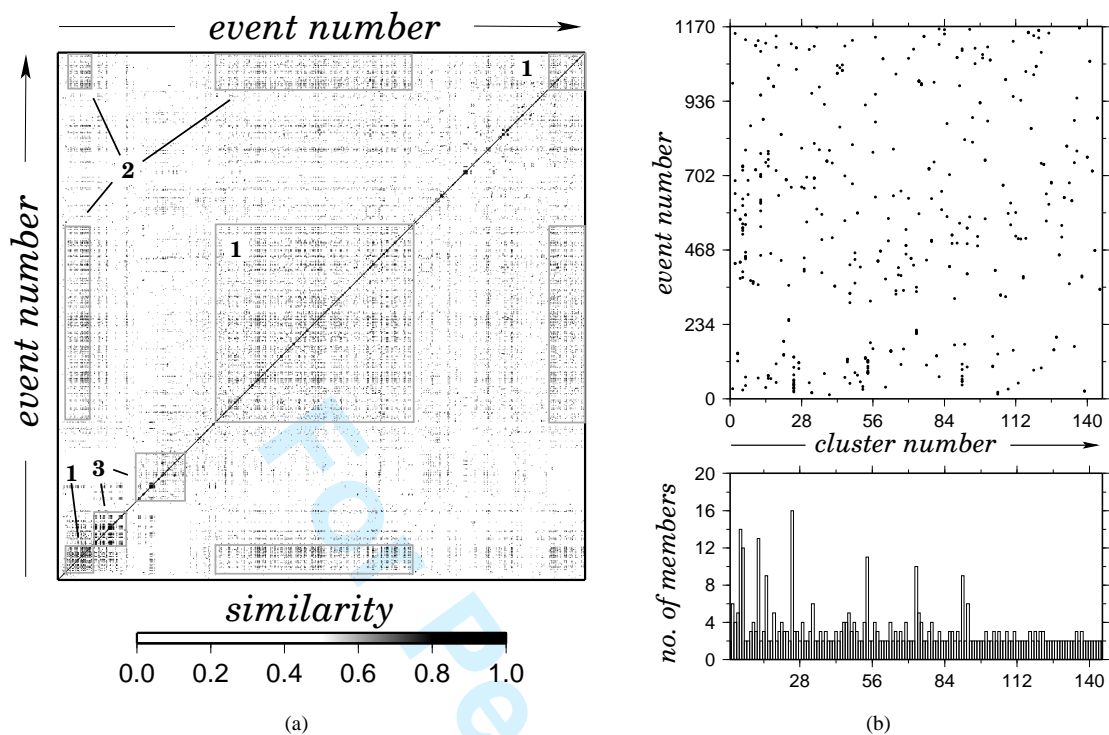 event number
event number
1
2
1
1
3
similarity
0.0 0.2 0.4 0.6 0.8 1.0
(a)
For Pe
event number
1170
936
702
468
234
0
0 28 56 84 112 140
cluster number
no. of members
20
16
12
8
4
0
28 56 84 112 140
(b)